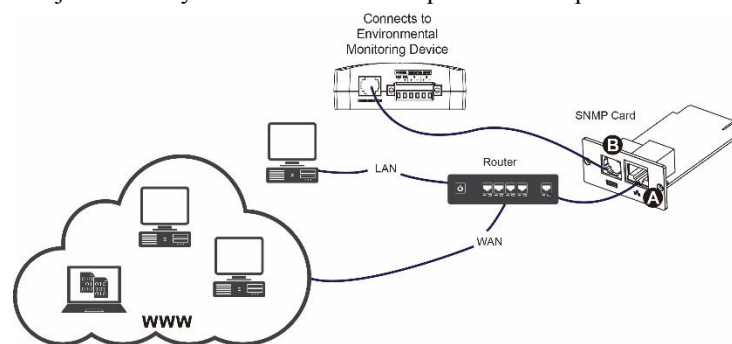 Connects to
Environmental
Monitoring Device
SNMP Card
B
A
LAN
Router
WAN
www